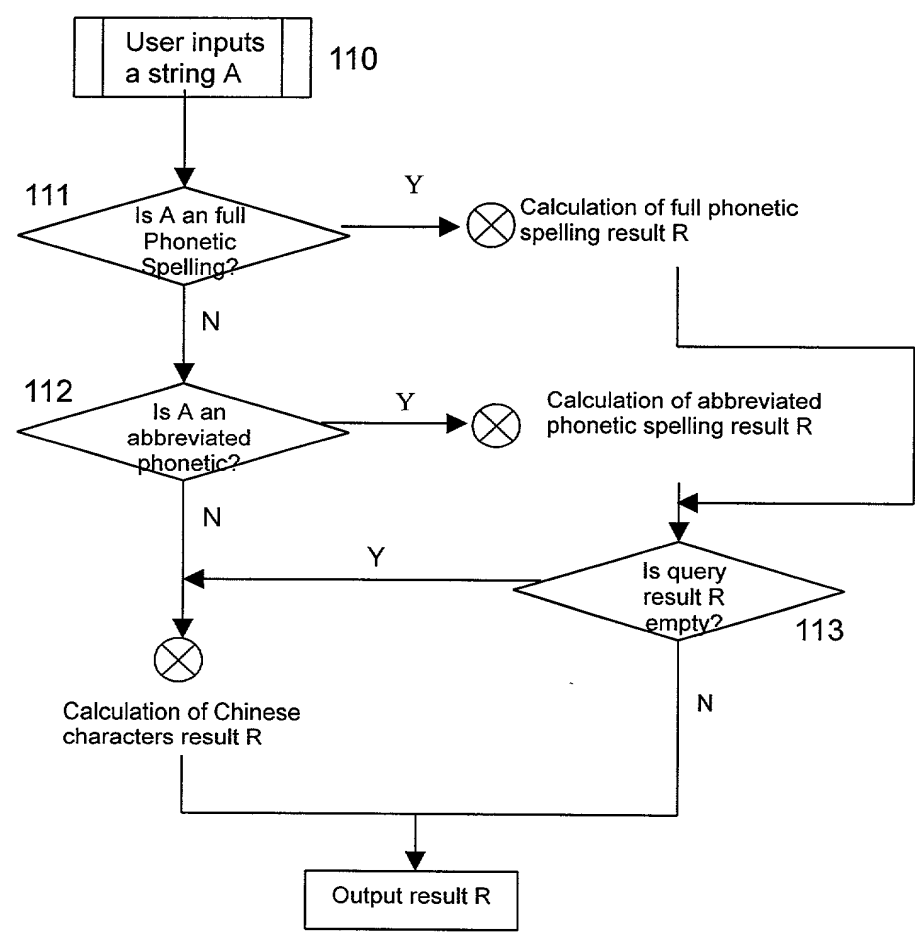 User inputs
a string A
110
111
Is A an full
Phonetic
Spelling?
Y
Calculation of full phonetic
spelling result R
N
112
Is A an
abbreviated
phonetic?
Y
Calculation of abbreviated
phonetic spelling result R
N
Y
Is query
result R
empty?
113
N
Calculation of Chinese
characters result R
Output result R